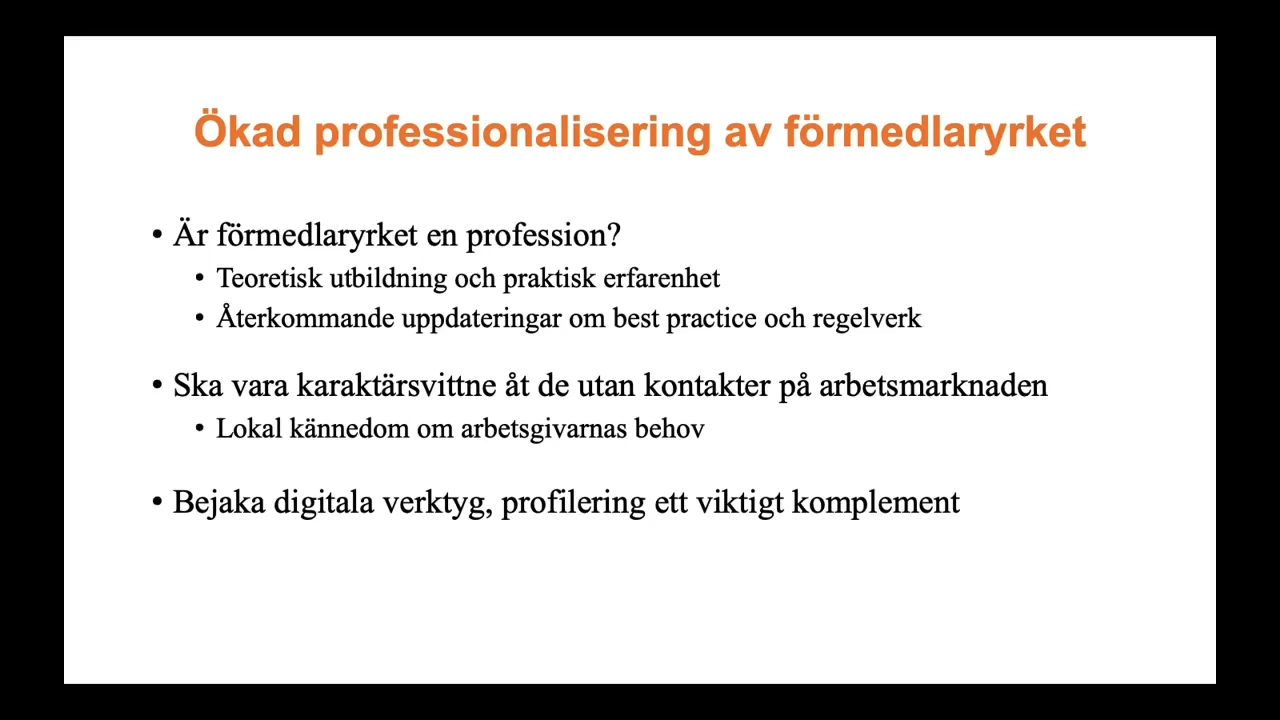 Ökad professionalisering av förmedlaryrket
• Är förmedlaryrket en profession?
• Teoretisk utbildning och praktisk erfarenhet
• Återkommande uppdateringar om best practice och regelverk
• Ska vara karaktärsvittne åt de utan kontakter på arbetsmarknaden
• Lokal kännedom om arbetsgivarnas behov
• Bejaka digitala verktyg, profilering ett viktigt komplement